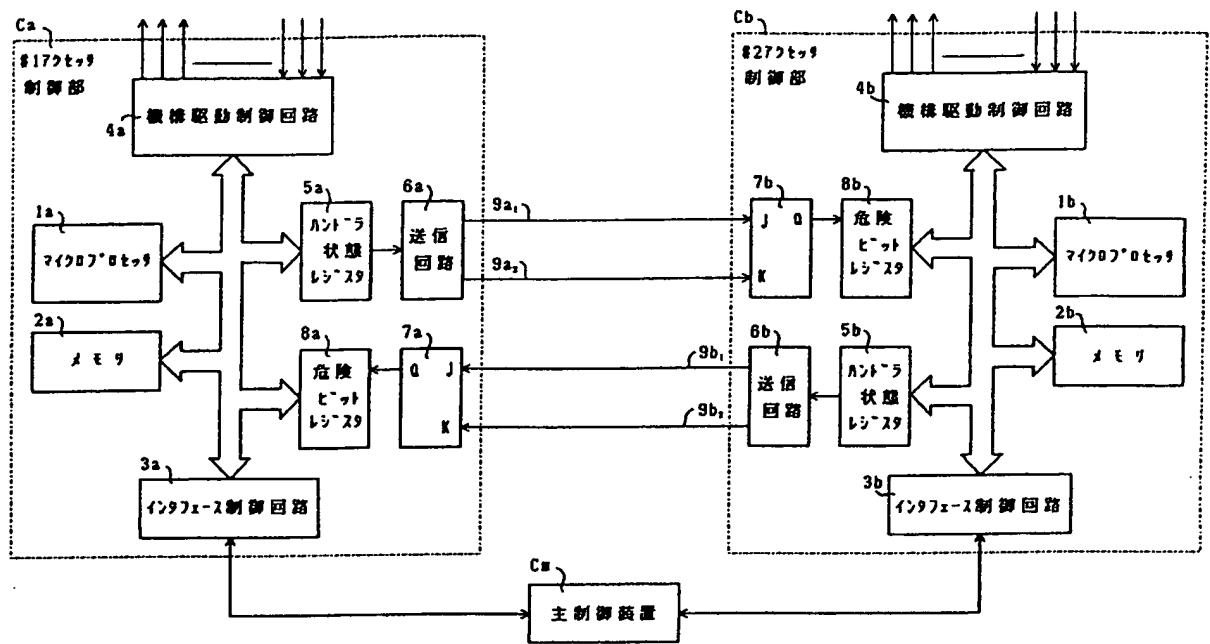 Ca
#1アクセッサ
制御部
4a
機構駆動制御回路
1a
マイクロプロセッサ
2a
メモリ
5a
ハンドラ
状態
レジスタ
6a
送信
回路
9a₁
9a₂
8a
危険
ビット
レジスタ
7a
Q J
K
3a
インタフェース制御回路
Cb
#2アクセッサ
制御部
4b
機構駆動制御回路
7b
J Q
K
8b
危険
ビット
レジスタ
1b
マイクロプロセッサ
2b
メモリ
9b₁
9b₂
6b
送信
回路
5b
ハンドラ
状態
レジスタ
3b
インタフェース制御回路
Cm
主制御装置